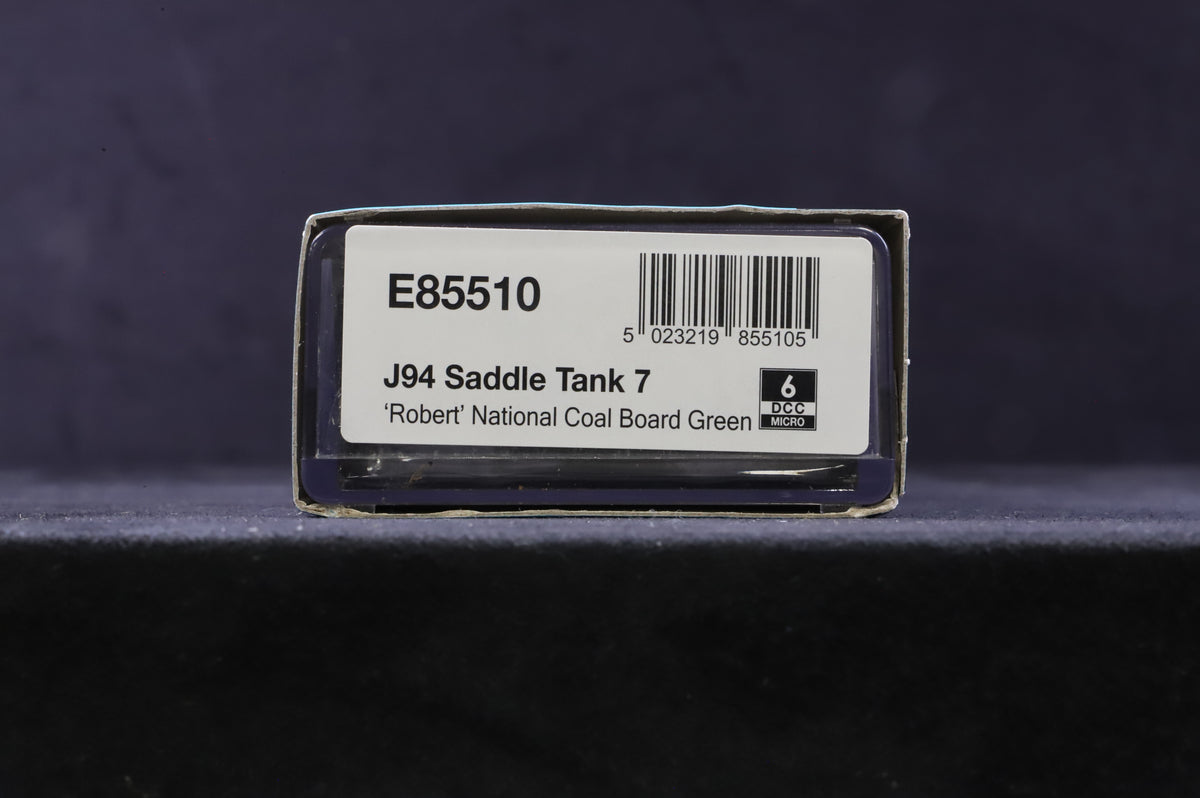 E85510
5 023219 855105
J94 Saddle Tank 7
‘Robert’ National Coal Board Green
6
DCC
MICRO